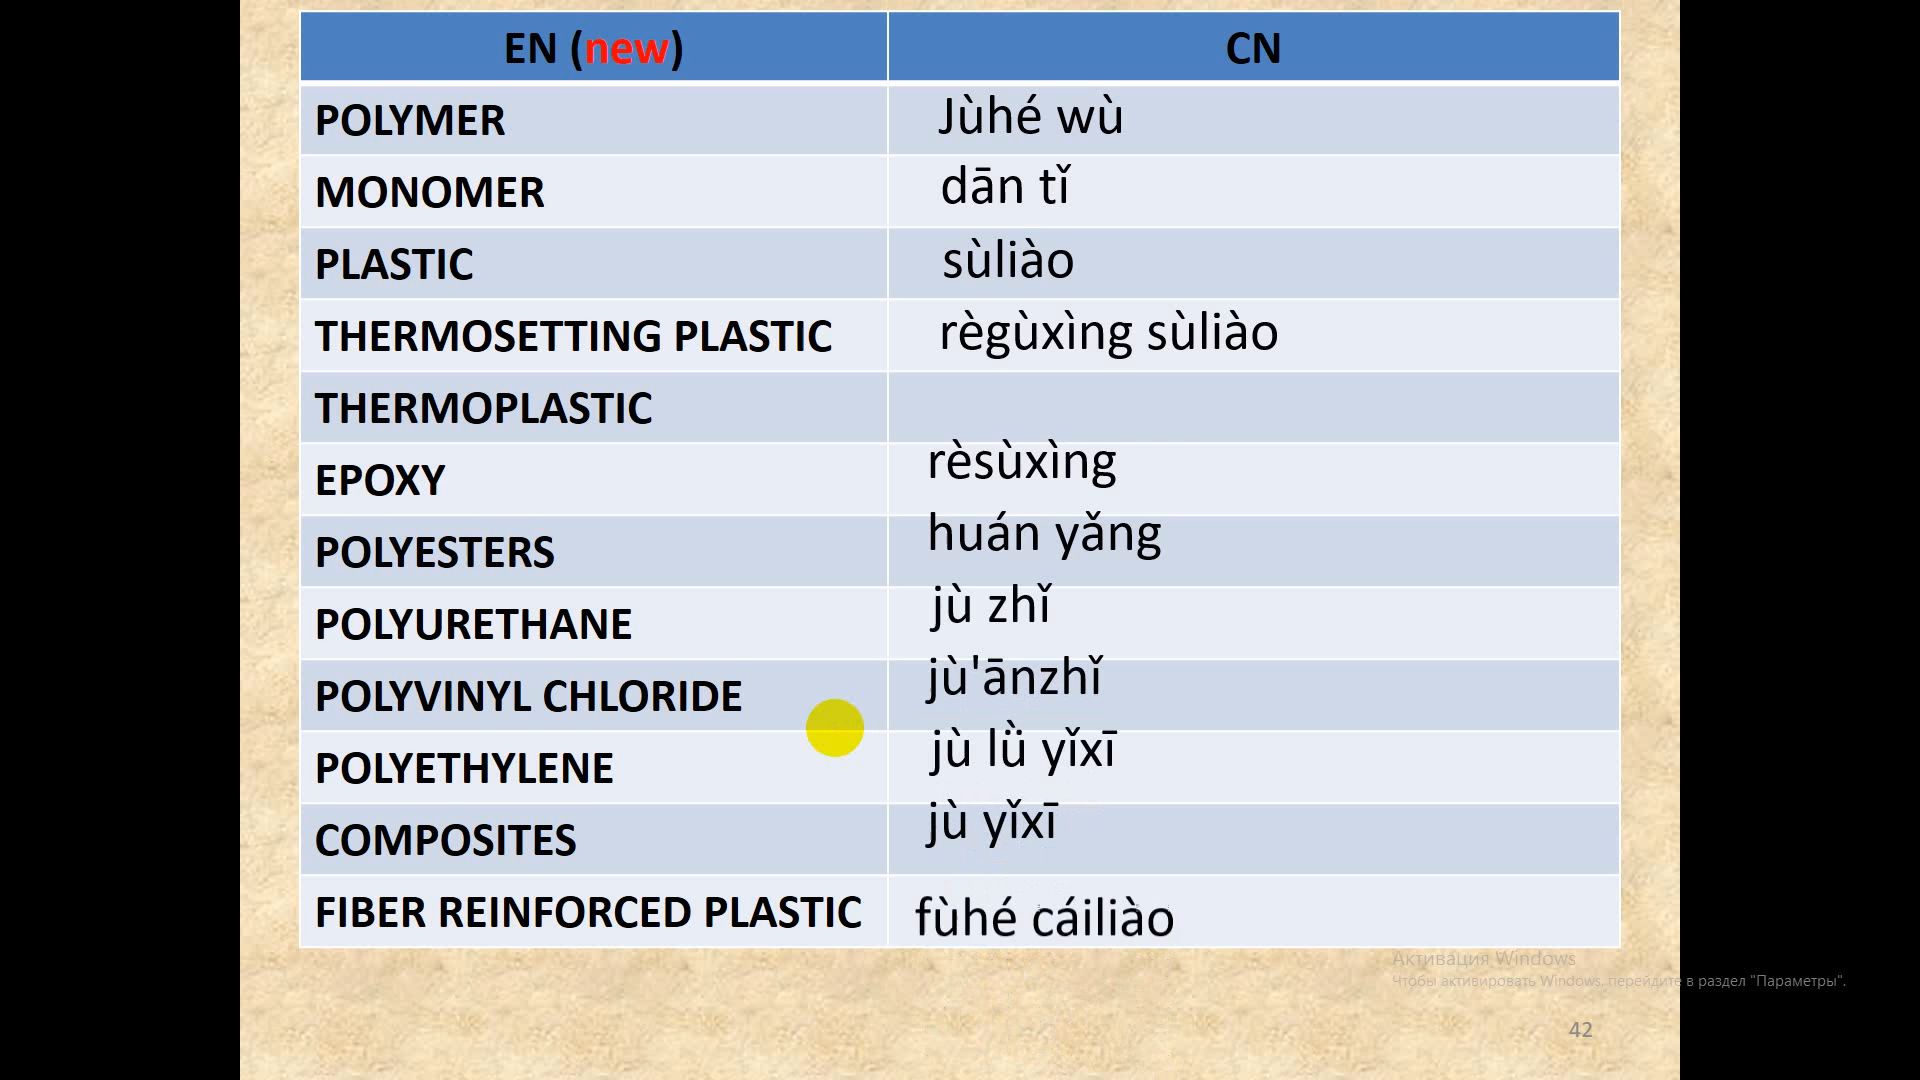 EN (new) CN
POLYMER Jùhé wù
MONOMER dān tǐ
PLASTIC sùliào
THERMOSETTING PLASTIC règùxìng sùliào
THERMOPLASTIC
EPOXY rèsùxìng
POLYESTERS huán yǎng
POLYURETHANE jù zhǐ
POLYVINYL CHLORIDE jù'ānzhǐ
POLYETHYLENE jù lǜ yǐxī
COMPOSITES jù yǐxī
FIBER REINFORCED PLASTIC fùhé cáiliào
Активация Windows
Чтобы активировать Windows, перейдите в раздел "Параметры".
42